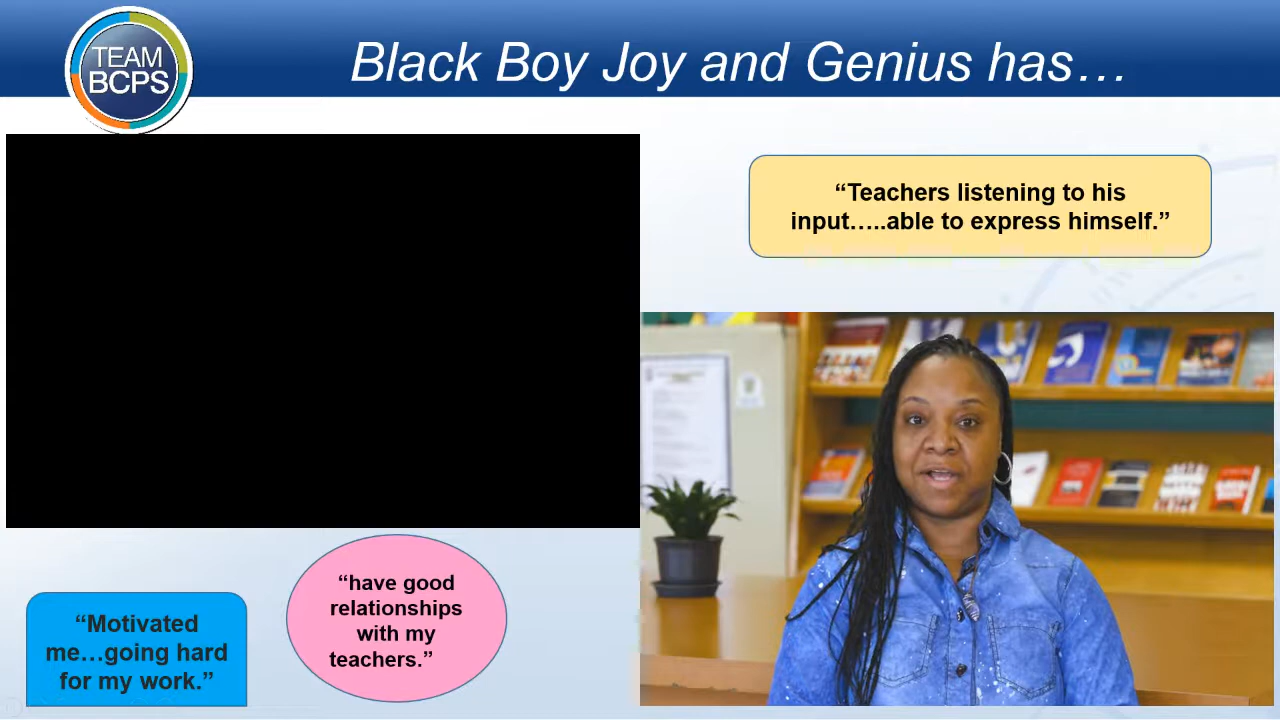 TEAM
BCPS
Black Boy Joy and Genius has…
“Teachers listening to his
input…..able to express himself.”
“have good
relationships
with my
teachers.”
“Motivated
me…going hard
for my work.”